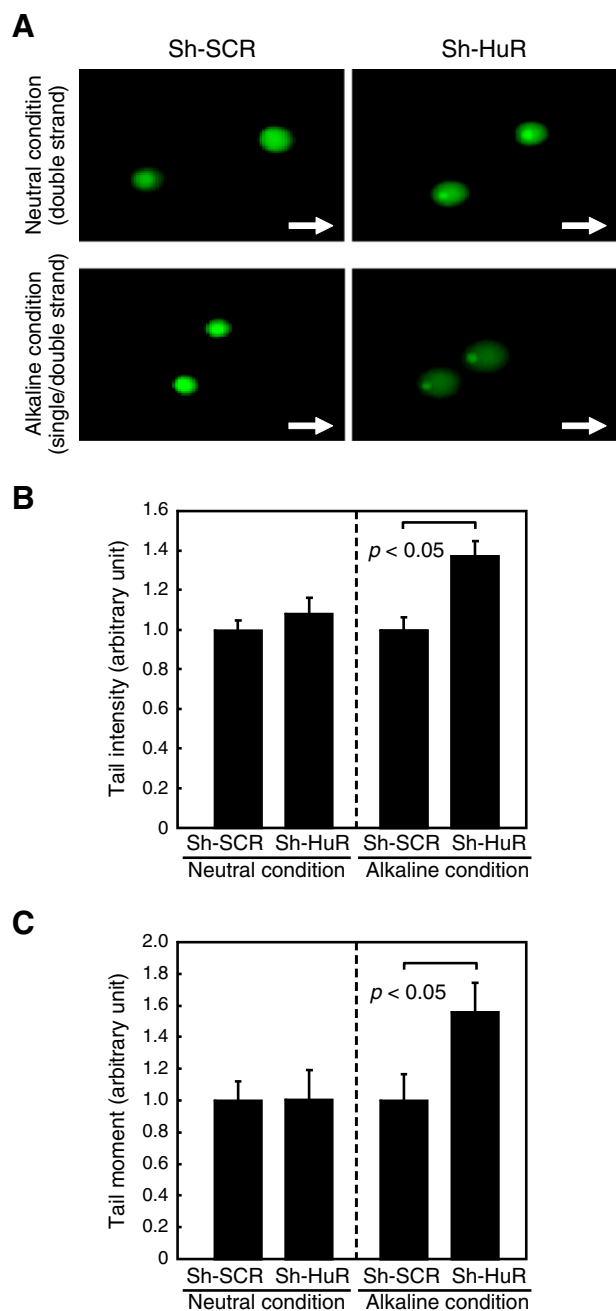 A
Sh-SCR
Sh-HuR
Neutral condition
(double strand)
Alkaline condition
(single/double strand)
B
Tail intensity (arbitrary unit)
1.6
1.4
1.2
1.0
0.8
0.6
0.4
0.2
0
p < 0.05
Sh-SCR Sh-HuR Sh-SCR Sh-HuR
Neutral condition Alkaline condition
C
Tail moment (arbitrary unit)
2.0
1.8
1.6
1.4
1.2
1.0
0.8
0.6
0.4
0.2
0
p < 0.05
Sh-SCR Sh-HuR Sh-SCR Sh-HuR
Neutral condition Alkaline condition